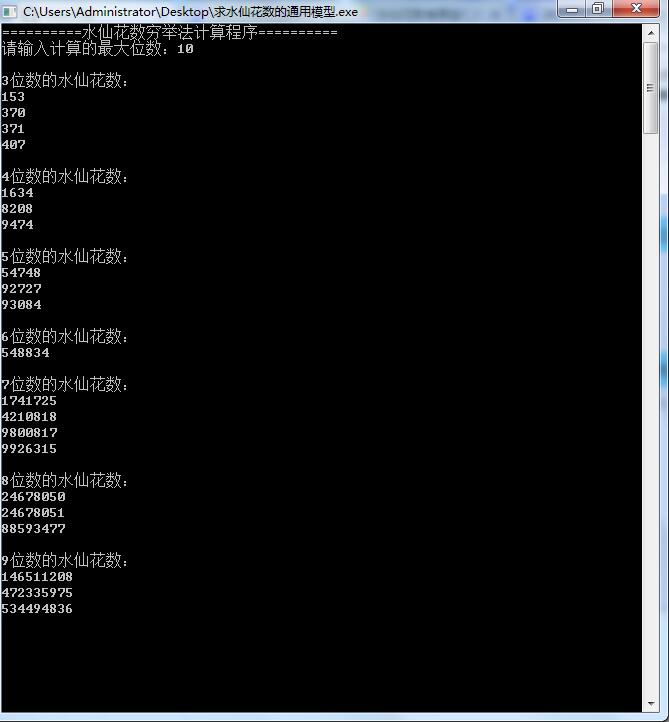 C:\Users\Administrator\Desktop\求水仙花数的通用模型.exe
==========水仙花数穷举法计算程序==========
请输入计算的最大位数：10
3位数的水仙花数：
153
370
371
407
4位数的水仙花数：
1634
8208
9474
5位数的水仙花数：
54748
92727
93084
6位数的水仙花数：
548834
7位数的水仙花数：
1741725
4210818
9800817
9926315
8位数的水仙花数：
24678050
24678051
88593477
9位数的水仙花数：
146511208
472335975
534494836